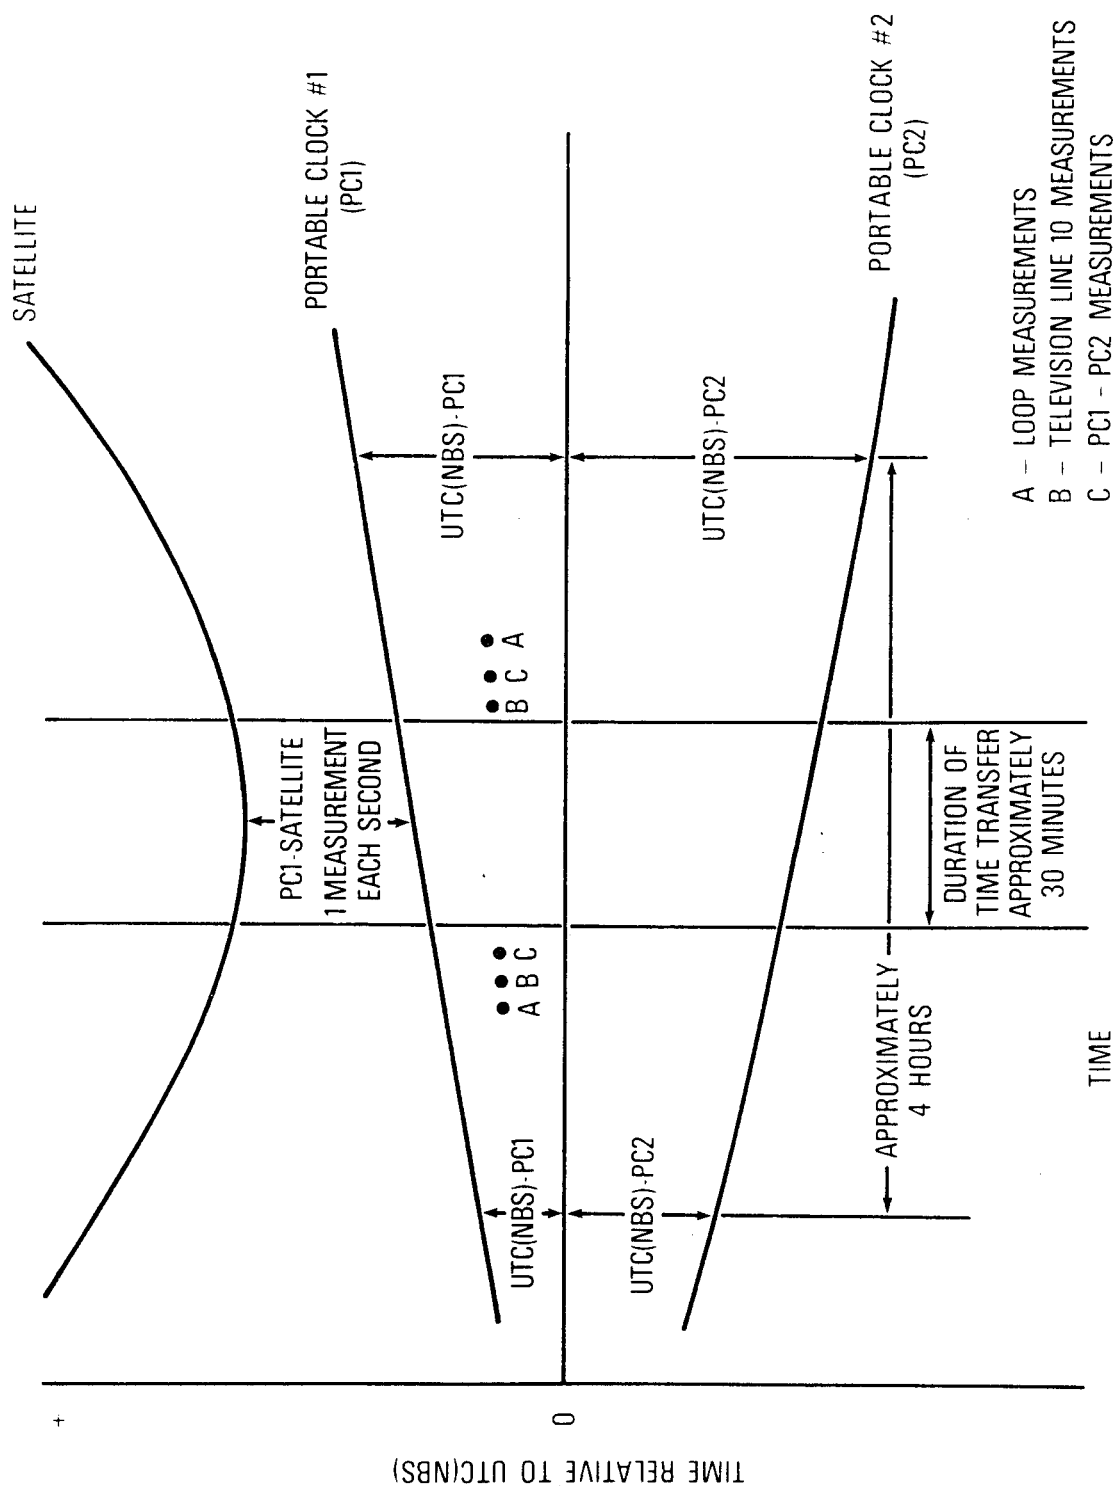 SATELLITE
PORTABLE CLOCK #1
(PC1)
+
PC1-SATELLITE
1 MEASUREMENT
EACH SECOND
A B C
B C A
UTC(NBS)-PC1
UTC(NBS)-PC1
0
UTC(NBS)-PC2
UTC(NBS)-PC2
PORTABLE CLOCK #2
(PC2)
APPROXIMATELY
4 HOURS
DURATION OF
TIME TRANSFER
APPROXIMATELY
30 MINUTES
TIME RELATIVE TO UTC(NBS)
TIME
A - LOOP MEASUREMENTS
B - TELEVISION LINE 10 MEASUREMENTS
C - PC1 - PC2 MEASUREMENTS